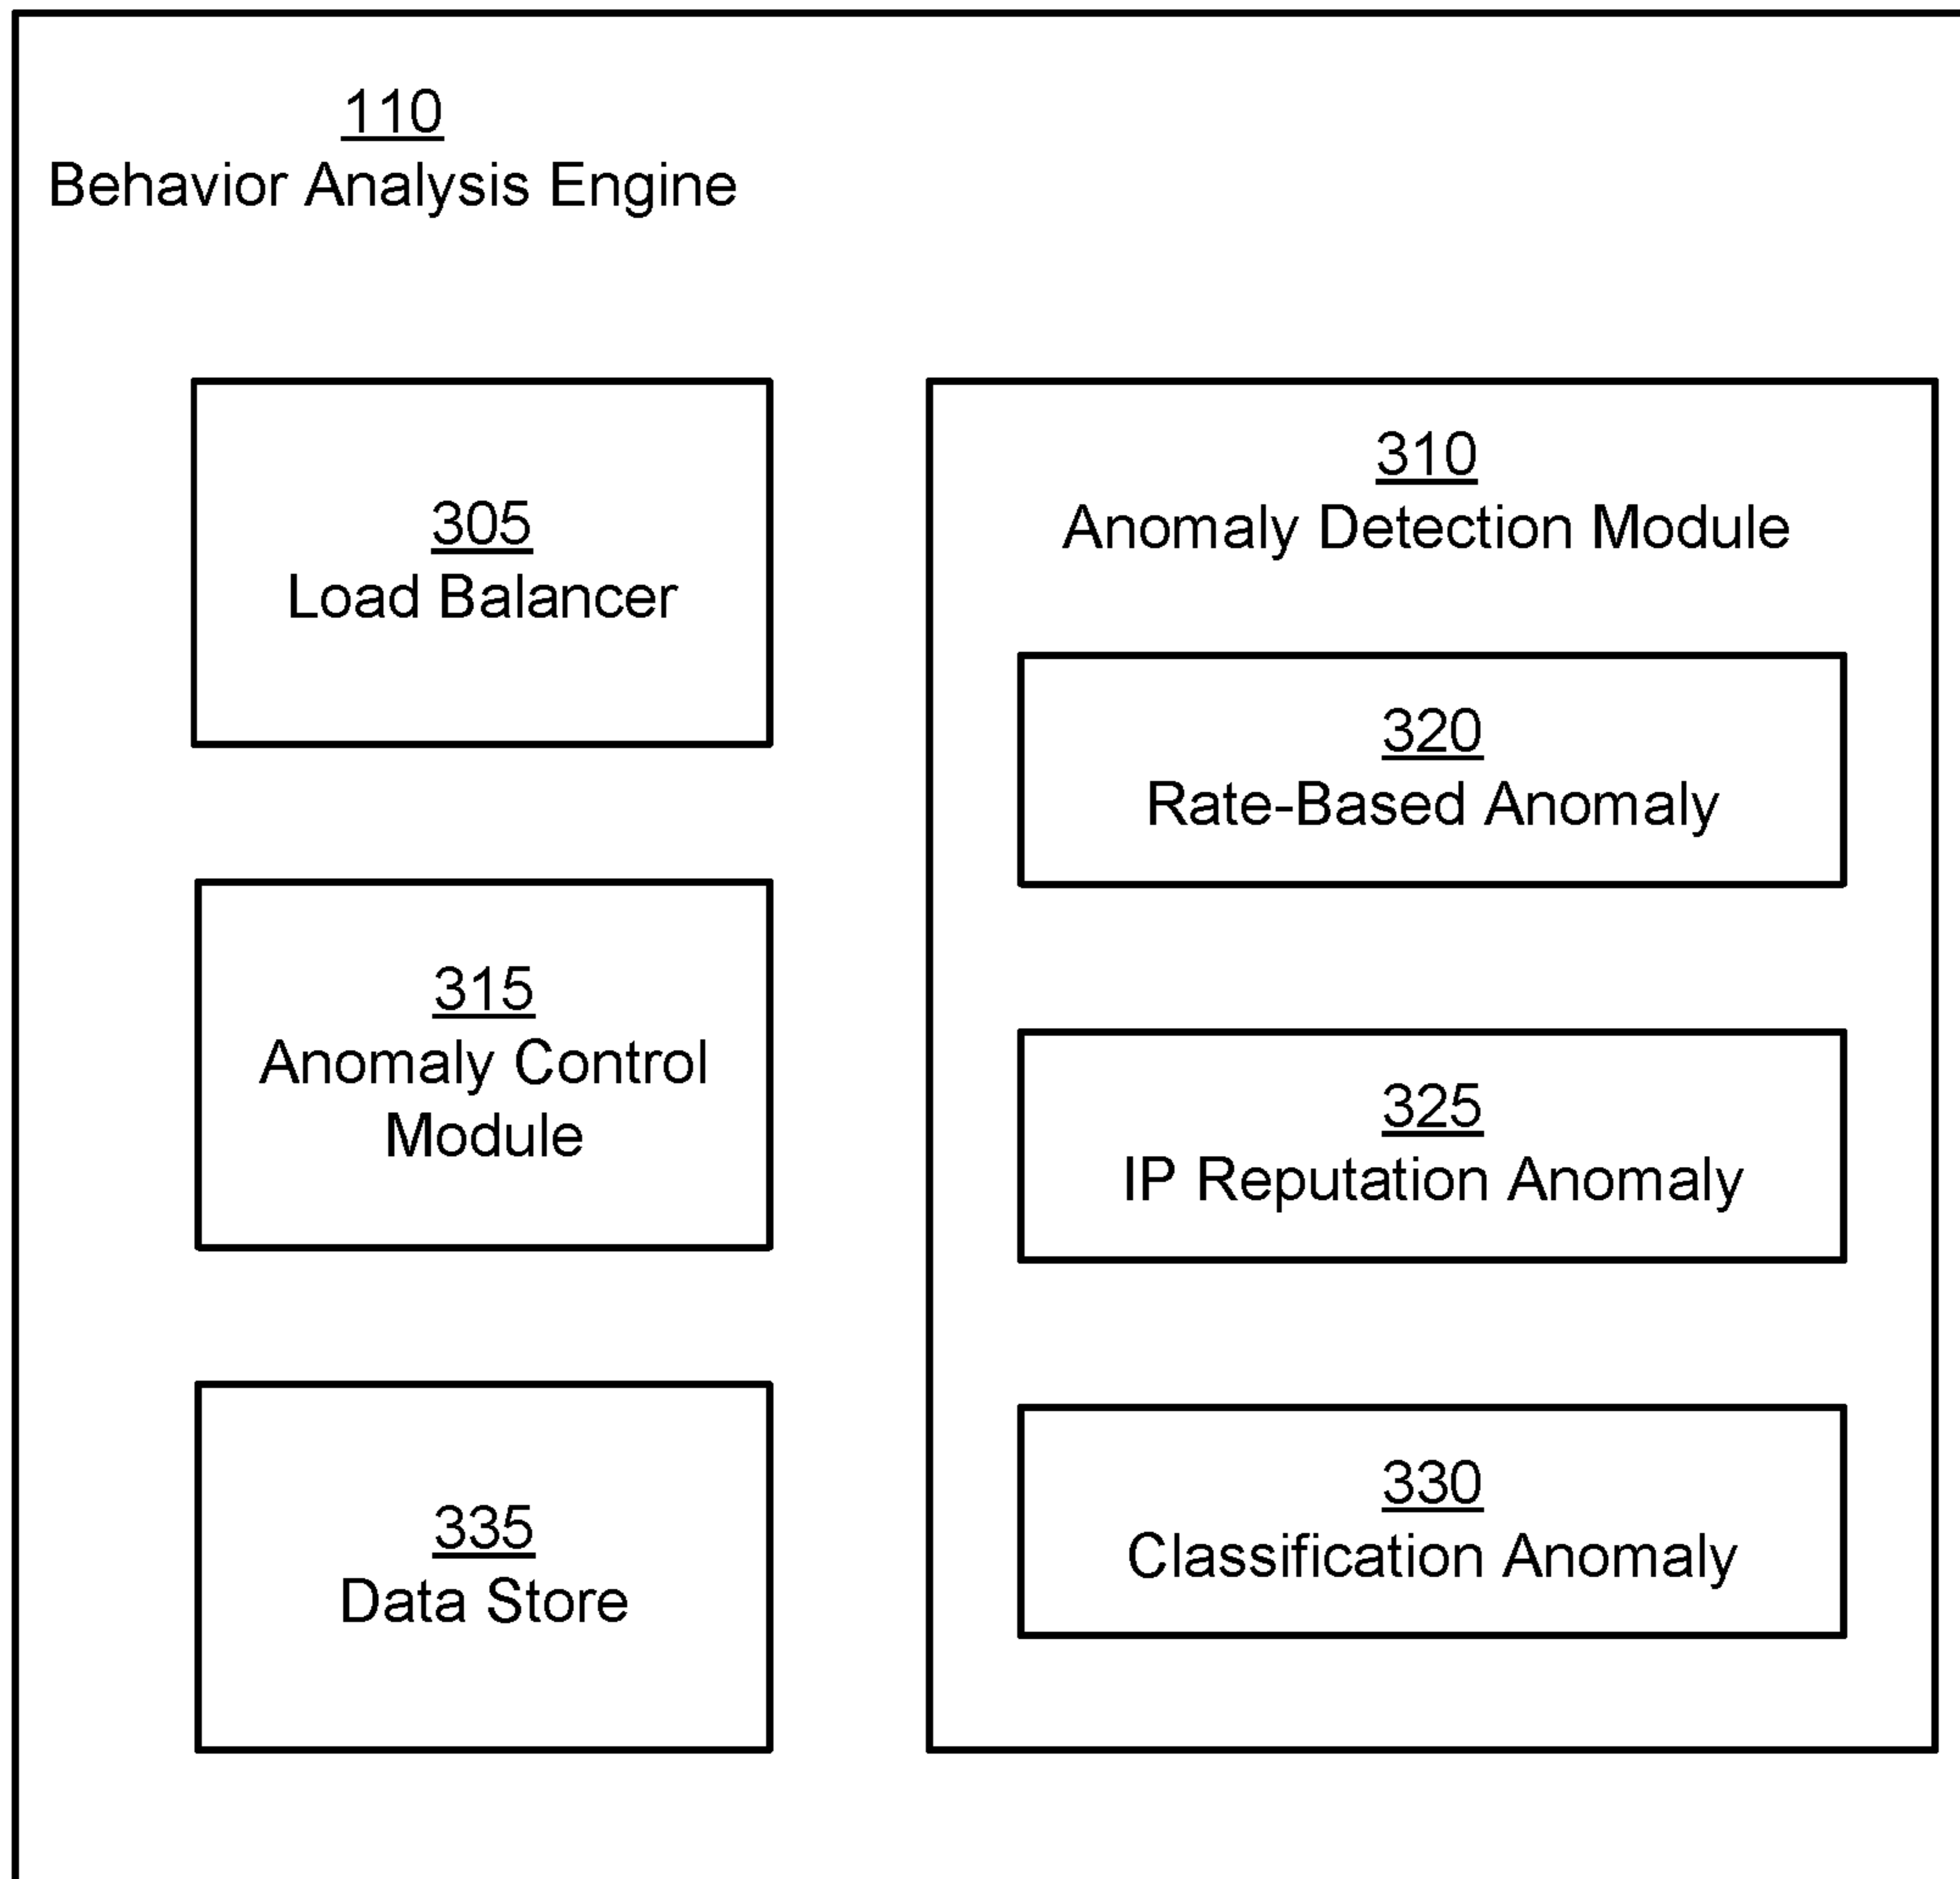 110
Behavior Analysis Engine
305
Load Balancer
310
Anomaly Detection Module
320
Rate-Based Anomaly
315
Anomaly Control
Module
325
IP Reputation Anomaly
335
Data Store
330
Classification Anomaly